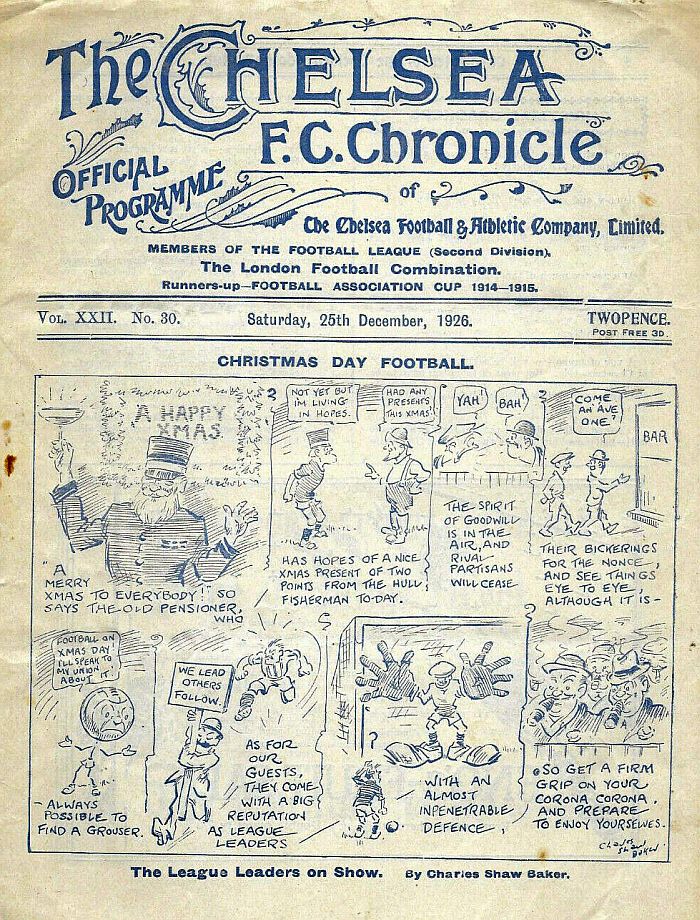 The CHELSEA
F.C. Chronicle
OFFICIAL
PROGRAMME
of
The Chelsea Football & Athletic Company, Limited.
MEMBERS OF THE FOOTBALL LEAGUE (Second Division),
The London Football Combination.
Runners-up—FOOTBALL ASSOCIATION CUP 1914—1915.
VOL. XXII. No. 30.
Saturday, 25th December, 1926.
TWOPENCE.
POST FREE 3D.
CHRISTMAS DAY FOOTBALL.
A HAPPY
XMAS
"A
MERRY
XMAS TO EVERYBODY!" SO
SAYS THE OLD PENSIONER,
WHO
NOT YET BUT
I'M LIVING
IN HOPES.
HAD ANY
PRESENTS
THIS XMAS?
HAS HOPES OF A NICE
XMAS PRESENT OF TWO
POINTS FROM THE HULL
FISHERMAN TO-DAY.
YAH!
BAH!
THE SPIRIT
OF GOODWILL
IS IN THE
AIR, AND
RIVAL
PARTISANS
WILL CEASE
COME
AN' AVE
ONE?
BAR
THEIR BICKERINGS
FOR THE NONCE,
AND SEE THINGS
EYE TO EYE,
ALTHOUGH IT IS-
FOOTBALL ON
XMAS DAY!
I'LL SPEAK TO
MY UNION
ABOUT IT!
-ALWAYS
POSSIBLE TO
FIND A GROUSER.
WE LEAD
OTHERS
FOLLOW.
AS FOR
OUR
GUESTS,
THEY COME
WITH A BIG
REPUTATION
AS LEAGUE
LEADERS
?
WITH AN
ALMOST
INPENETRABLE
DEFENCE,
SO GET A FIRM
GRIP ON YOUR
CORONA CORONA,
AND PREPARE
TO ENJOY YOURSELVES.
Charles
Shaw
Baker
The League Leaders on Show. By Charles Shaw Baker.